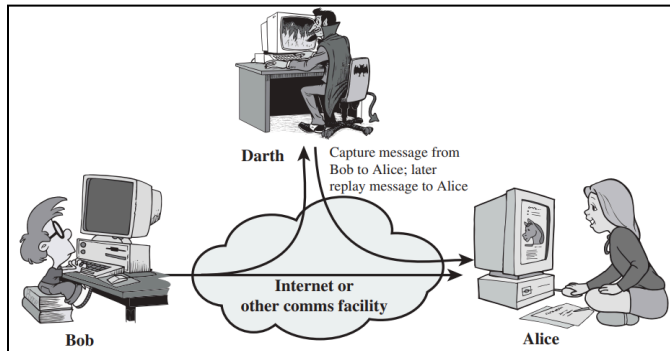 Darth
Capture message from
Bob to Alice; later
replay message to Alice
Internet or
other comms facility
Bob
Alice